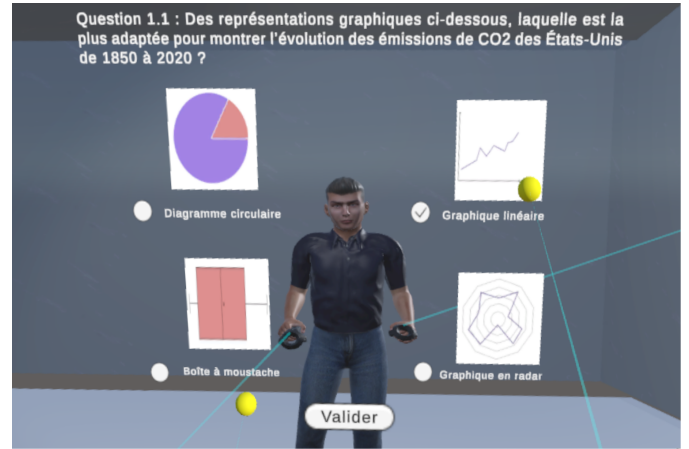 Question 1.1 : Des représentations graphiques ci-dessous, laquelle est la
plus adaptée pour montrer l'évolution des émissions de CO2 des États-Unis
de 1850 à 2020 ?
Diagramme circulaire
Graphique linéaire
Boîte à moustache
Graphique en radar
Valider